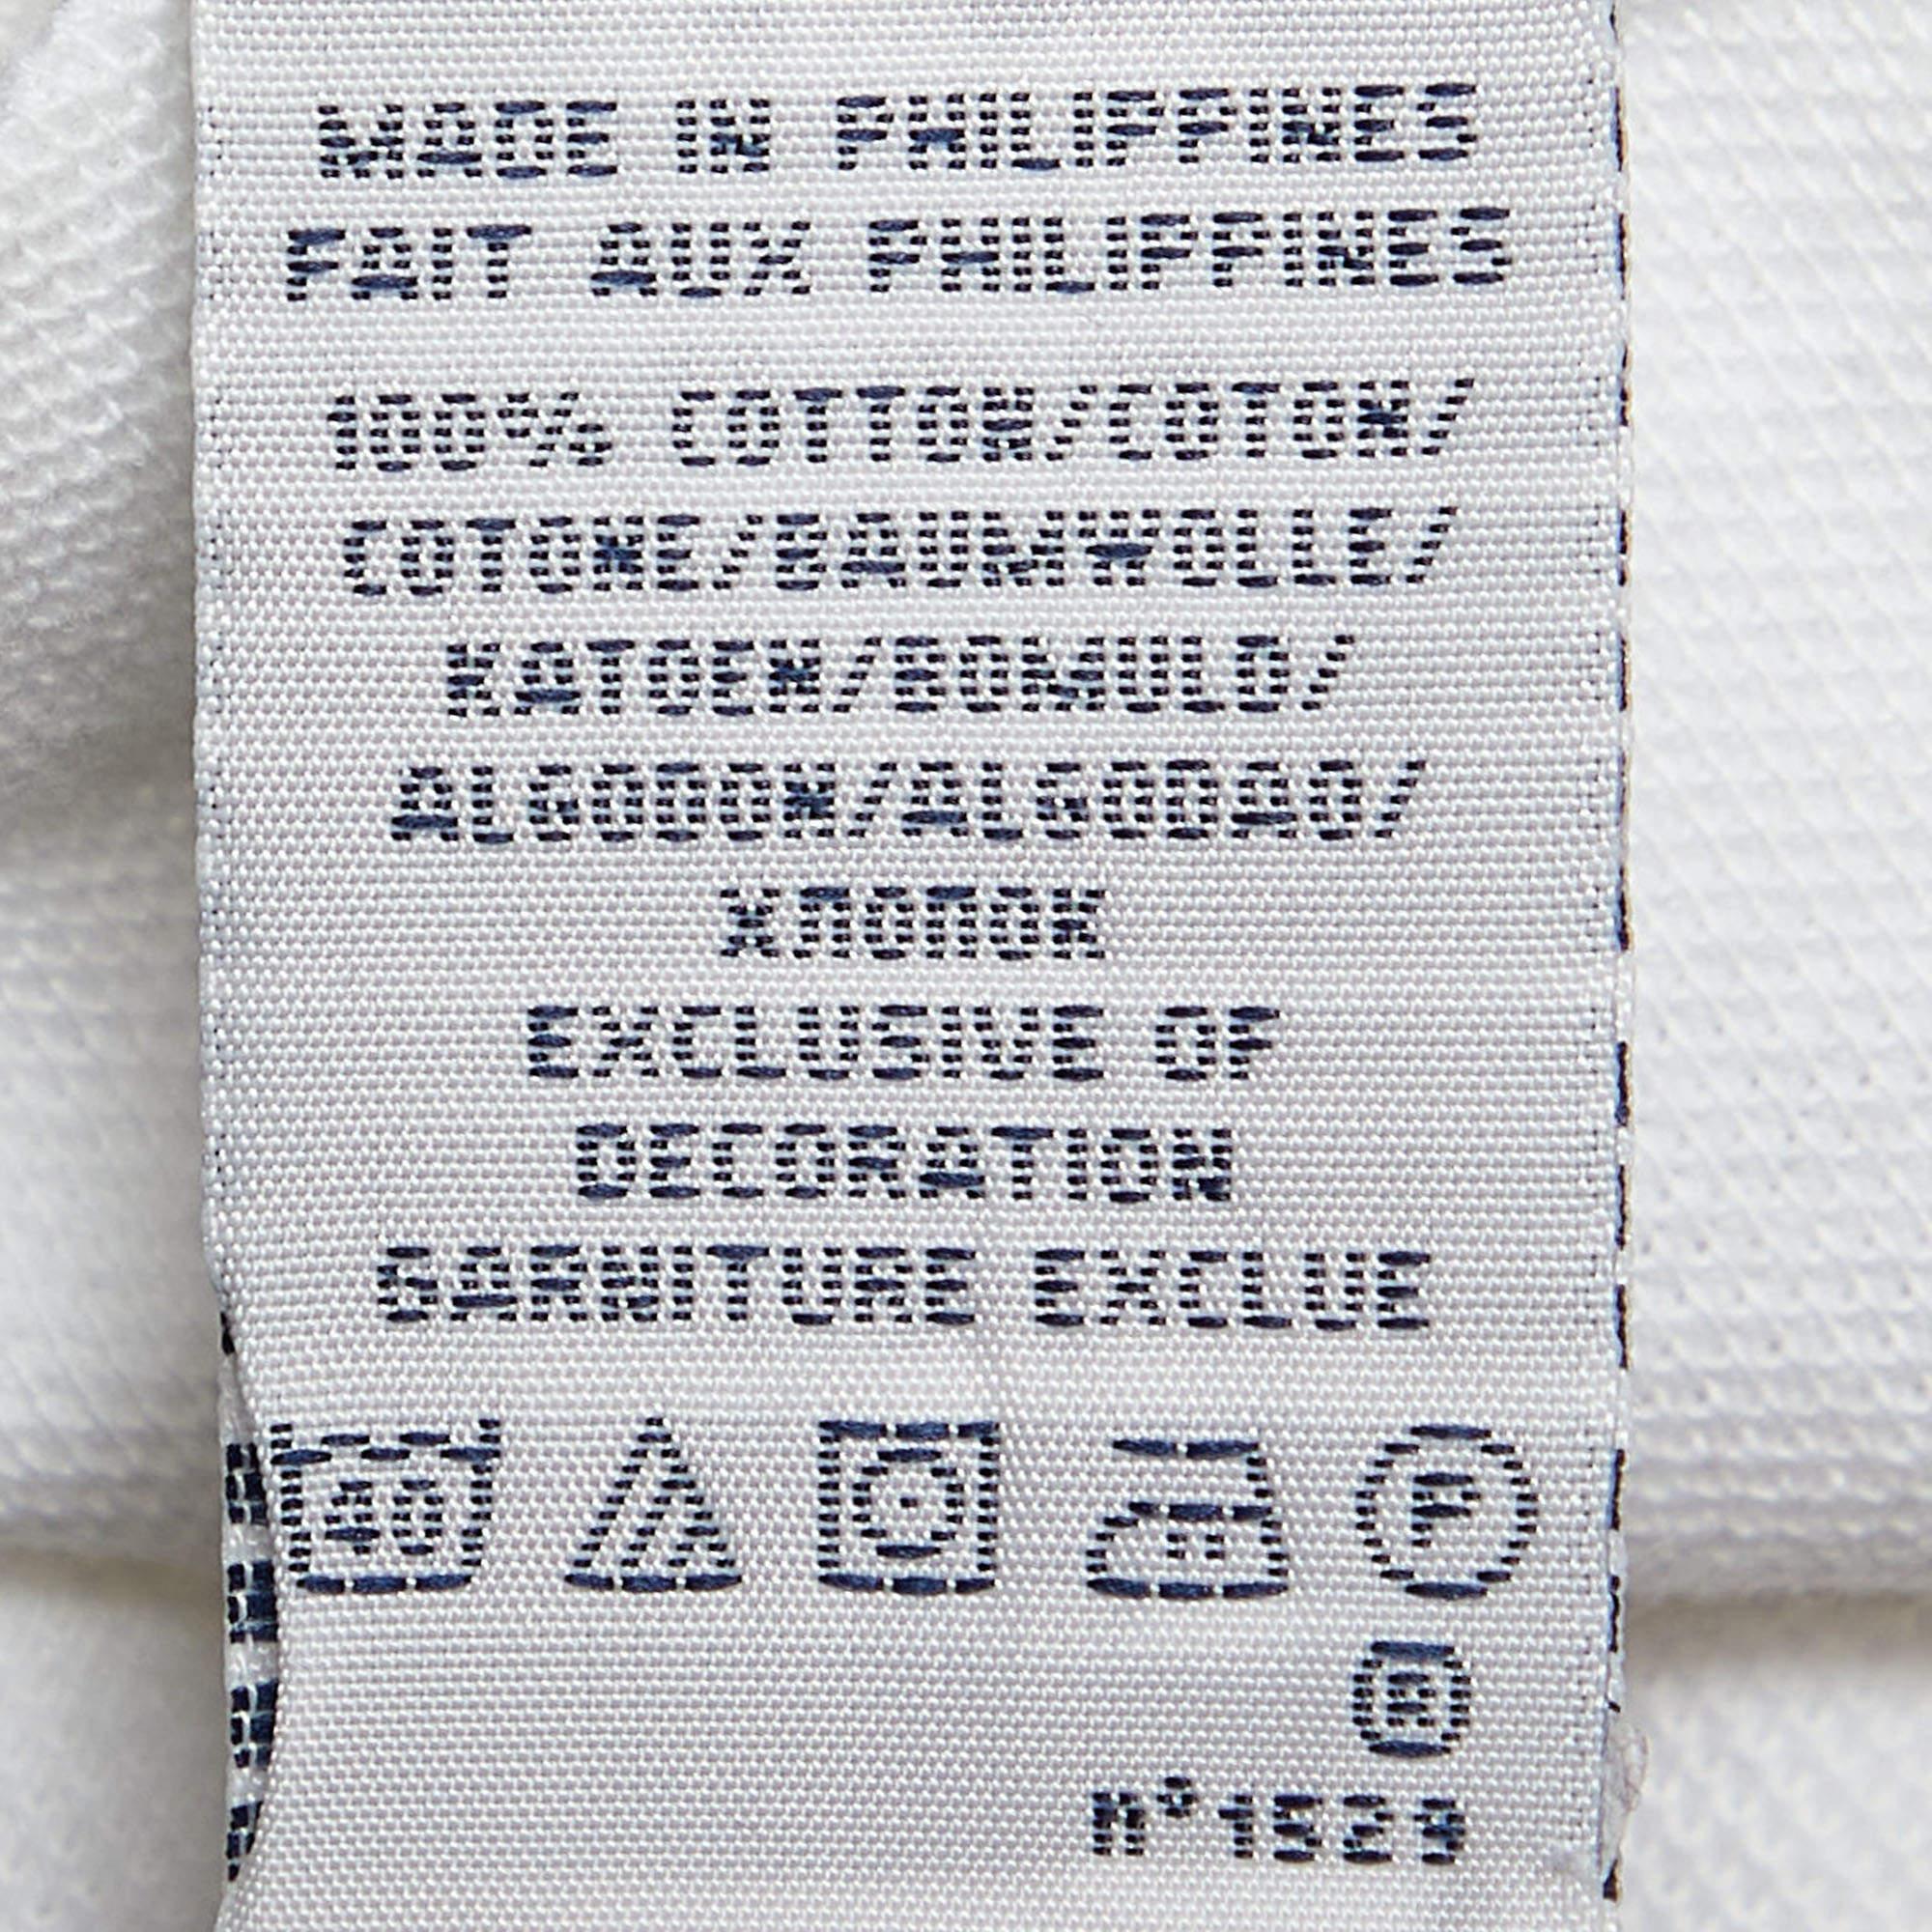 MADE IN PHILIPPINES
FAIT AUX PHILIPPINES
100% COTTON/COTON/
COTONE/BAUMWOLLE/
KATOEN/BOMULD/
ALGODON/ALGODAO/
ХЛОПОК
EXCLUSIVE OF
DECORATION
GARNITURE EXCLUE
40 F
®
n°1529